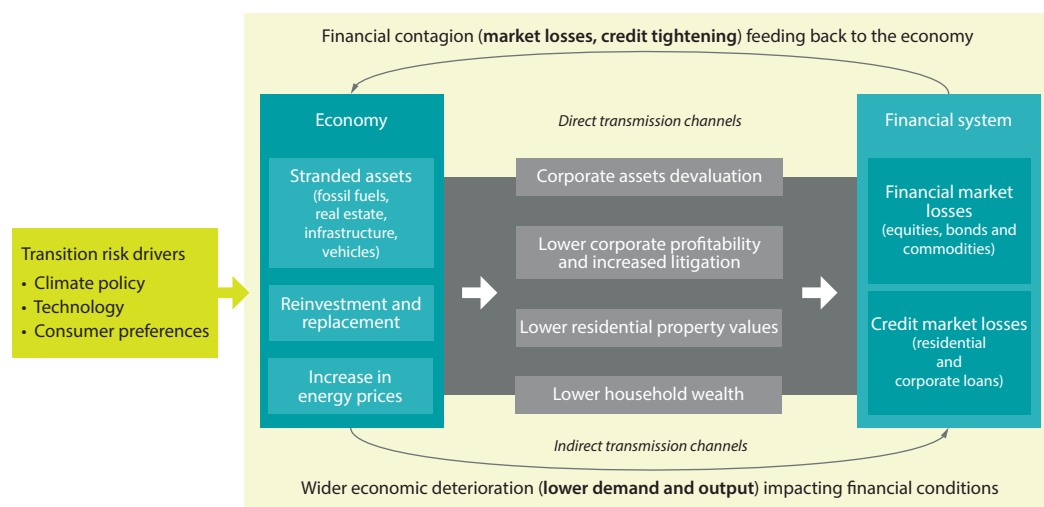 Financial contagion (market losses, credit tightening) feeding back to the economy
Economy
Direct transmission channels
Financial system
Stranded assets
(fossil fuels,
real estate,
infrastructure,
vehicles)
Corporate assets devaluation
Financial market
losses
(equities, bonds and
commodities)
Lower corporate profitability
and increased litigation
Transition risk drivers
• Climate policy
• Technology
• Consumer preferences
Reinvestment and
replacement
Lower residential property values
Credit market losses
(residential
and
corporate loans)
Increase in
energy prices
Lower household wealth
Indirect transmission channels
Wider economic deterioration (lower demand and output) impacting financial conditions